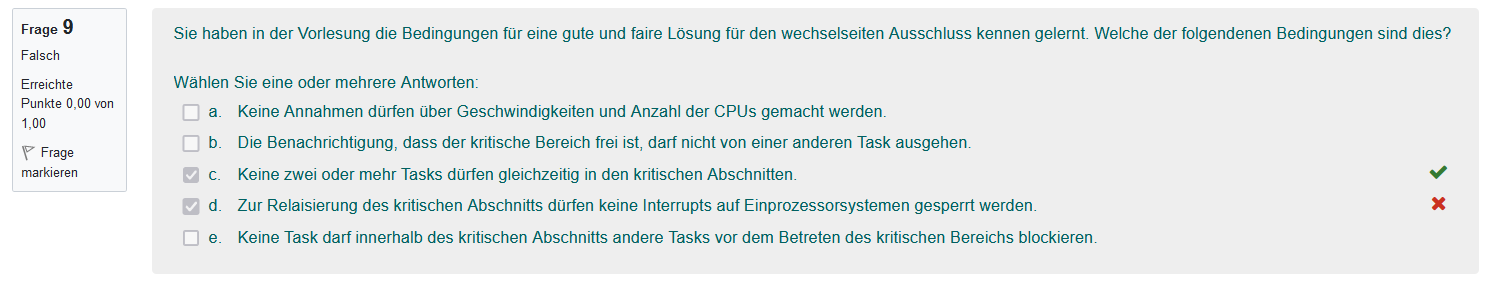 Frage 9
Falsch
Erreichte
Punkte 0,00 von
1,00
Frage
markieren
Sie haben in der Vorlesung die Bedingungen für eine gute und faire Lösung für den wechselseiten Ausschluss kennen gelernt. Welche der folgendenen Bedingungen sind dies?
Wählen Sie eine oder mehrere Antworten:
a. Keine Annahmen dürfen über Geschwindigkeiten und Anzahl der CPUs gemacht werden.
b. Die Benachrichtigung, dass der kritische Bereich frei ist, darf nicht von einer anderen Task ausgehen.
c. Keine zwei oder mehr Tasks dürfen gleichzeitig in den kritischen Abschnitten.
d. Zur Relaisierung des kritischen Abschnitts dürfen keine Interrupts auf Einprozessorsystemen gesperrt werden.
e. Keine Task darf innerhalb des kritischen Abschnitts andere Tasks vor dem Betreten des kritischen Bereichs blockieren.